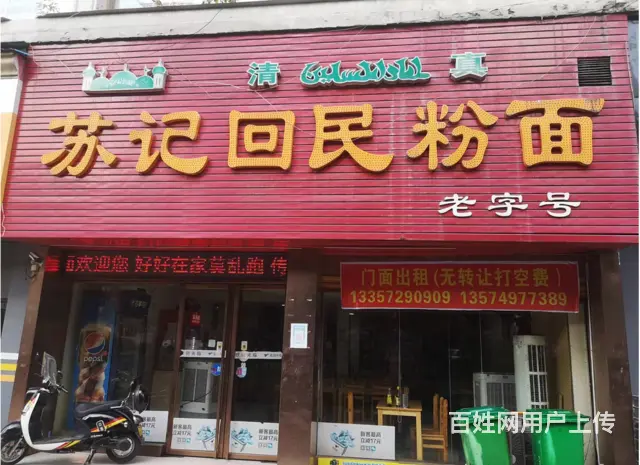 清 真
苏记回民粉面
老字号
欢迎您 好好在家莫乱跑 传
门面出租(无转让打空费)
13357290909 13574977389
pepsi
百姓网用户上传